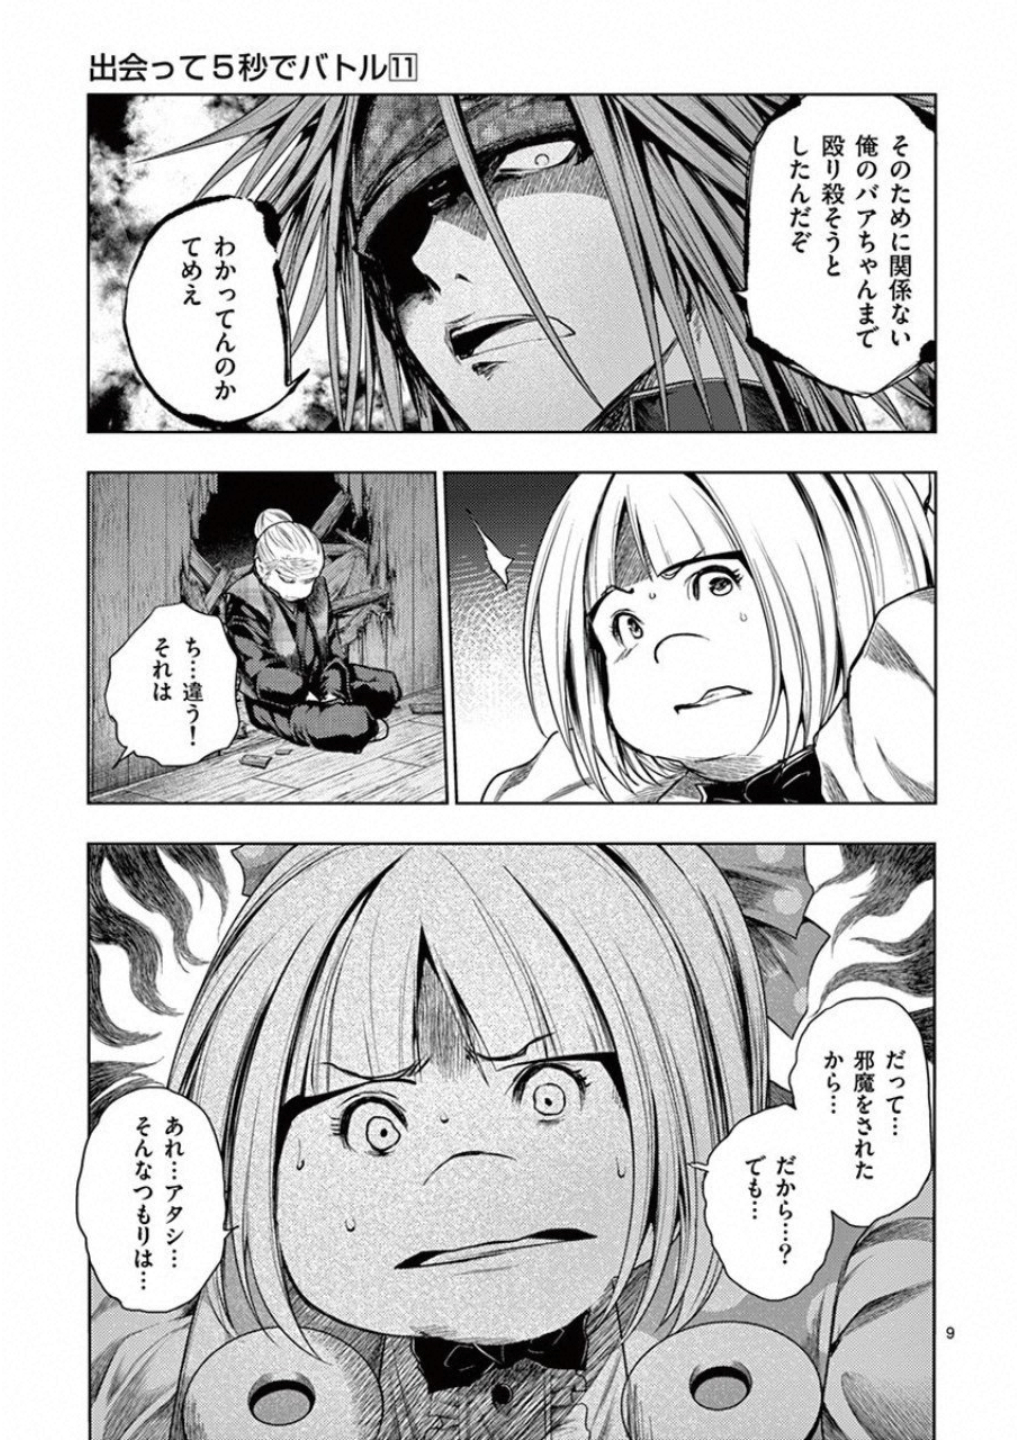 出会って5秒でバトル⑪
そのために関係ない
俺のバアちゃんまで
殴り殺そうと
したんだぞ
わかってんのか
てめえ
ち…違う!
それは
だって…
邪魔をされた
から…
だから…?
でも…
あれ…アタシ…
そんなつもりは…
9